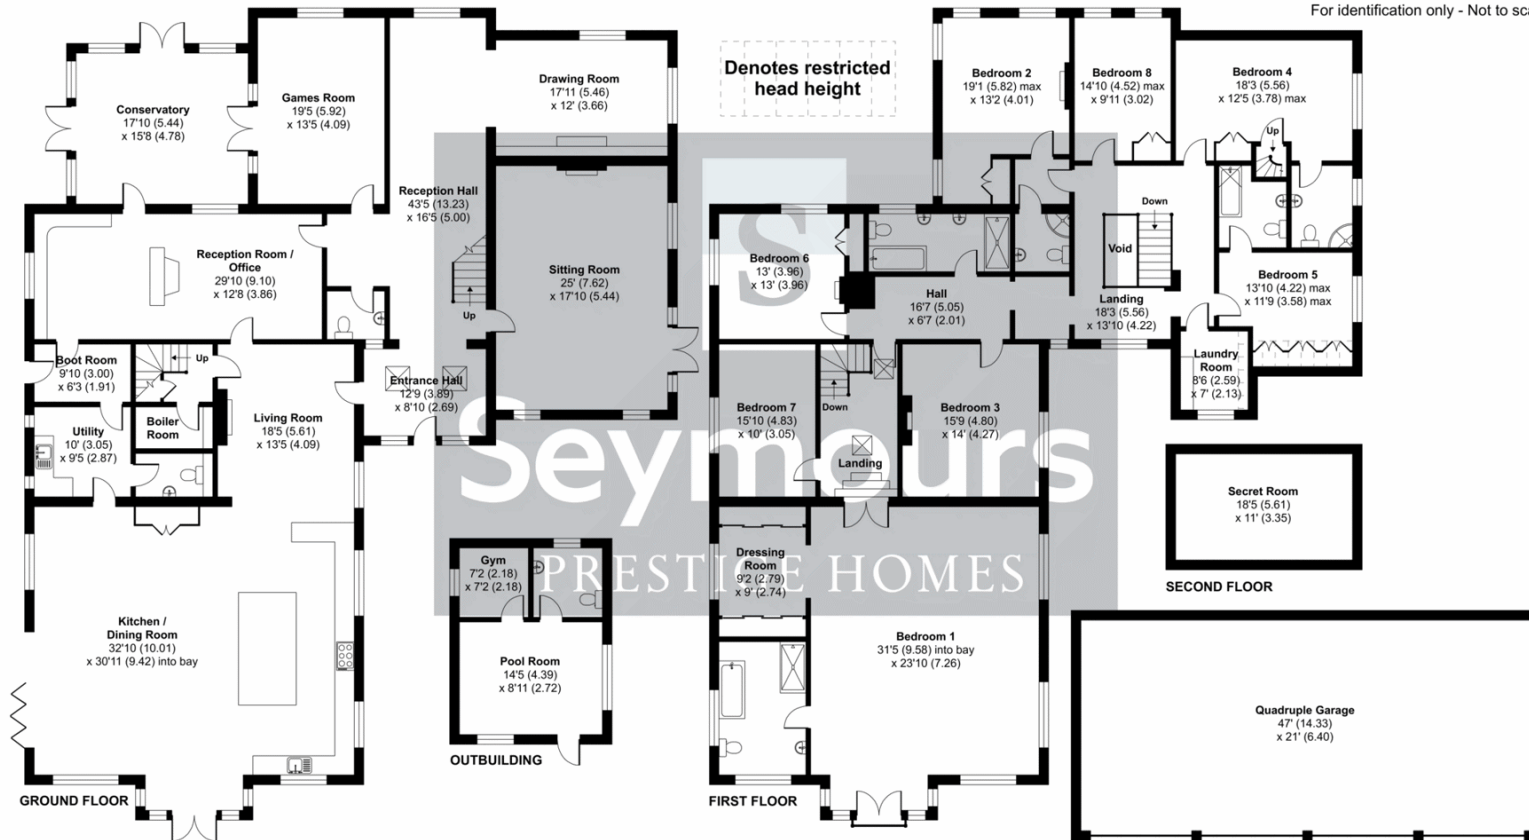 For identification only - Not to sc
Denotes restricted
head height
Conservatory
17'10 (5.44)
x 15'8 (4.78)
Games Room
19'5 (5.92)
x 13'5 (4.09)
Drawing Room
17'11 (5.46)
x 12' (3.66)
Reception Hall
43'5 (13.23)
x 16'5 (5.00)
Reception Room /
Office
29'10 (9.10)
x 12'8 (3.86)
Sitting Room
25' (7.62)
x 17'10 (5.44)
Up
Boot Room
9'10 (3.00)
x 6'3 (1.91)
Up
Entrance Hall
12'9 (3.89)
x 8'10 (2.69)
Utility
10' (3.05)
x 9'5 (2.87)
Boiler
Room
Living Room
18'5 (5.61)
x 13'5 (4.09)
Kitchen /
Dining Room
32'10 (10.01)
x 30'11 (9.42) into bay
GROUND FLOOR
Gym
7'2 (2.18)
x 7'2 (2.18)
Pool Room
14'5 (4.39)
x 8'11 (2.72)
OUTBUILDING
S
Seymours
PRESTIGE HOMES
Bedroom 2
19'1 (5.82) max
x 13'2 (4.01)
Bedroom 8
14'10 (4.52) max
x 9'11 (3.02)
Bedroom 4
18'3 (5.56)
x 12'5 (3.78) max
Up
Down
Void
Bedroom 6
13' (3.96)
x 13' (3.96)
Hall
16'7 (5.05)
x 6'7 (2.01)
Landing
18'3 (5.56)
x 13'10 (4.22)
Bedroom 5
13'10 (4.22) max
x 11'9 (3.58) max
Laundry
Room
8'6 (2.59)
x 7' (2.13)
Bedroom 7
15'10 (4.83)
x 10' (3.05)
Down
Landing
Bedroom 3
15'9 (4.80)
x 14' (4.27)
Dressing
Room
9'2 (2.79)
x 9' (2.74)
Bedroom 1
31'5 (9.58) into bay
x 23'10 (7.26)
FIRST FLOOR
Secret Room
18'5 (5.61)
x 11' (3.35)
SECOND FLOOR
Quadruple Garage
47' (14.33)
x 21' (6.40)